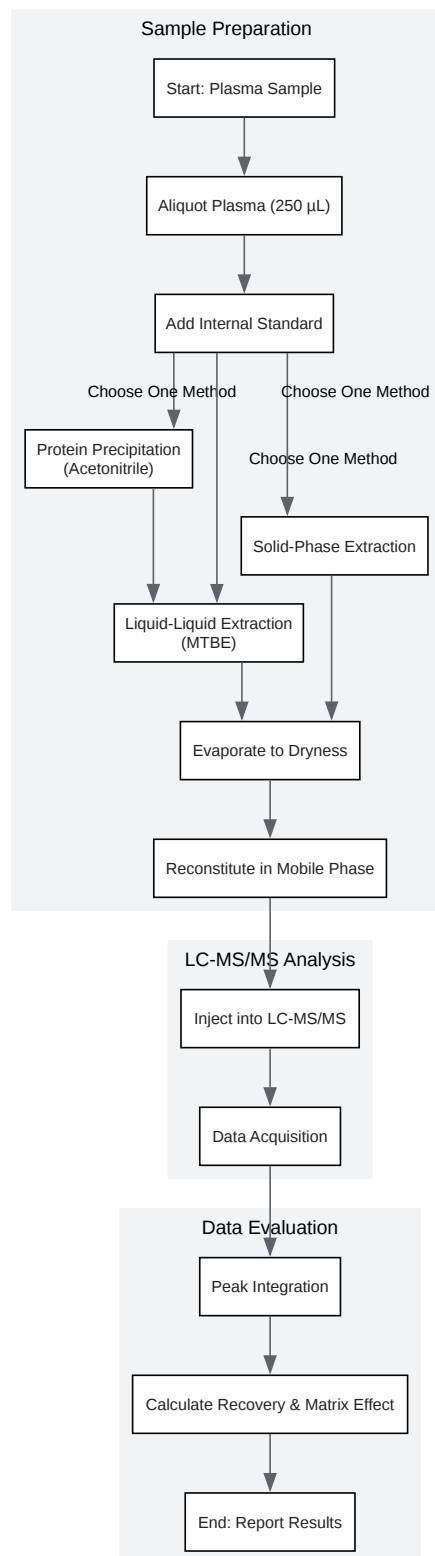 Sample Preparation
Start: Plasma Sample
Aliquot Plasma (250 µL)
Add Internal Standard
Choose One Method
Choose One Method
Protein Precipitation
(Acetonitrile)
Choose One Method
Solid-Phase Extraction
Liquid-Liquid Extraction
(MTBE)
Evaporate to Dryness
Reconstitute in Mobile Phase
LC-MS/MS Analysis
Inject into LC-MS/MS
Data Acquisition
Data Evaluation
Peak Integration
Calculate Recovery & Matrix Effect
End: Report Results